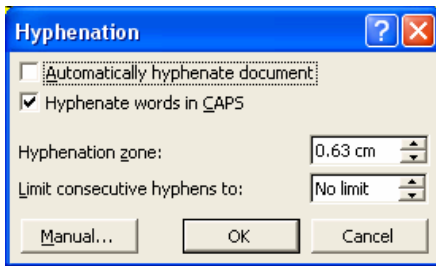 Hyphenation
Automatically hyphenate document
Hyphenate words in CAPS
Hyphenation zone: 0.63 cm
Limit consecutive hyphens to: No limit
Manual... OK Cancel